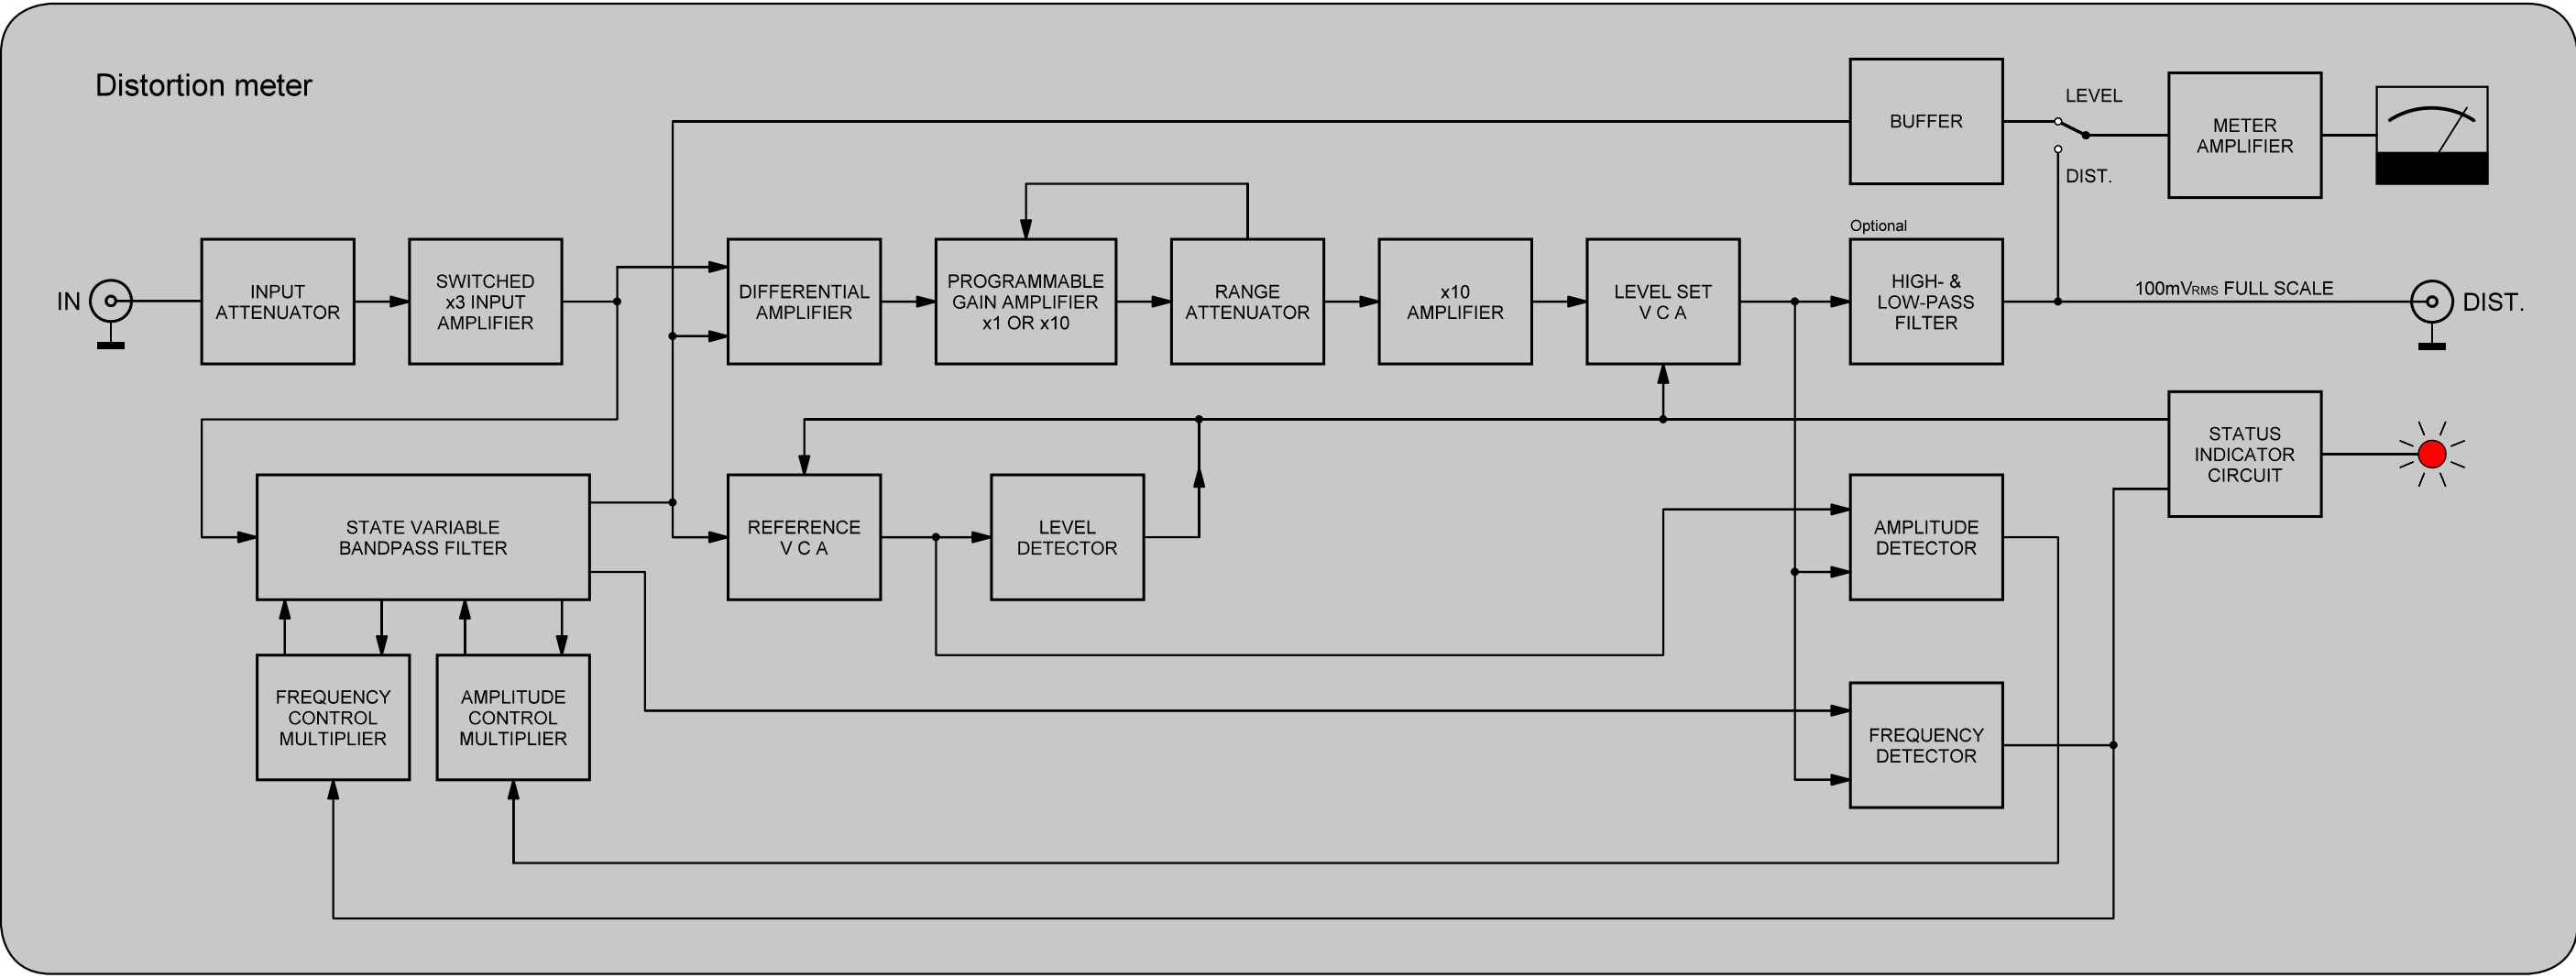 Distortion meter
BUFFER
LEVEL
METER
AMPLIFIER
DIST.
IN
INPUT
ATTENUATOR
SWITCHED
x3 INPUT
AMPLIFIER
DIFFERENTIAL
AMPLIFIER
PROGRAMMABLE
GAIN AMPLIFIER
x1 OR x10
RANGE
ATTENUATOR
x10
AMPLIFIER
LEVEL SET
V C A
Optional
HIGH- &
LOW-PASS
FILTER
100mVRMS FULL SCALE
DIST.
STATUS
INDICATOR
CIRCUIT
STATE VARIABLE
BANDPASS FILTER
REFERENCE
V C A
LEVEL
DETECTOR
AMPLITUDE
DETECTOR
FREQUENCY
CONTROL
MULTIPLIER
AMPLITUDE
CONTROL
MULTIPLIER
FREQUENCY
DETECTOR